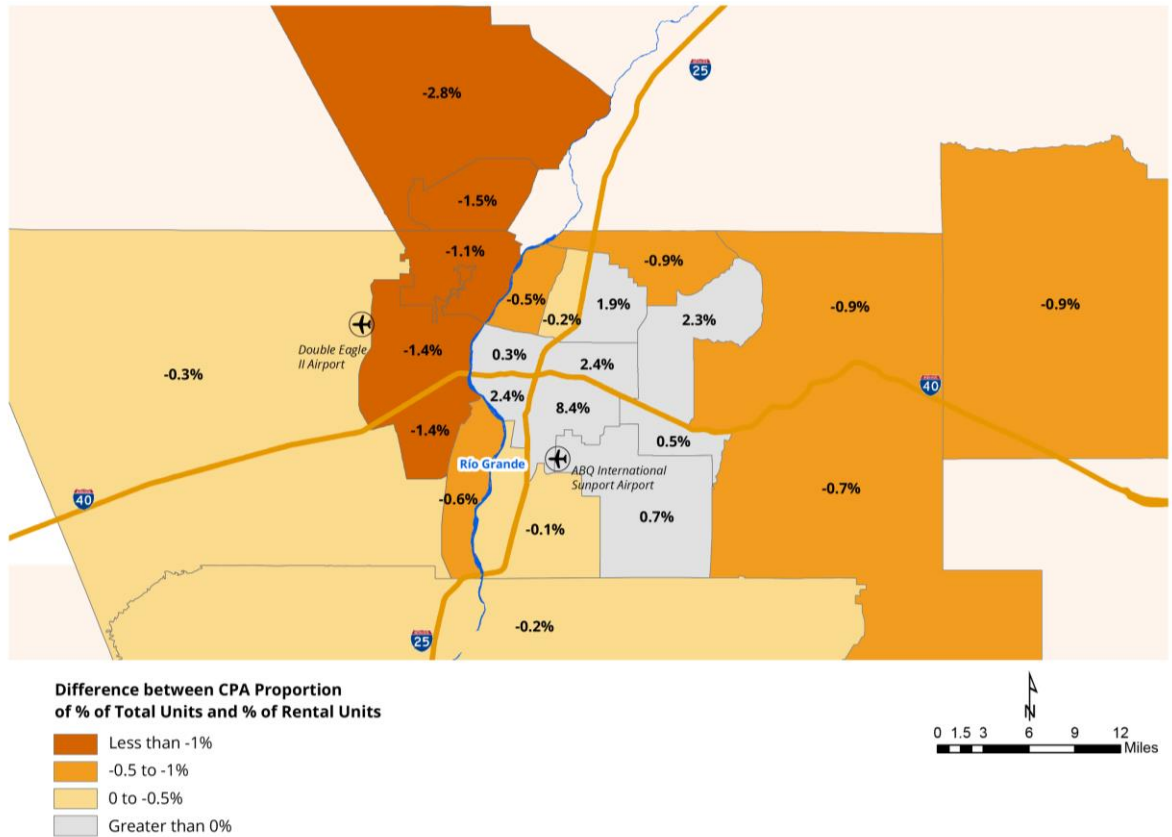 25
-2.8%
-1.5%
-1.1%
-0.9%
-0.5%
1.9%
-0.9%
-0.9%
-0.2%
2.3%
Double Eagle
II Airport
-1.4%
0.3%
2.4%
-0.3%
40
2.4%
8.4%
-1.4%
0.5%
Río Grande
ABQ International
Sunport Airport
40
-0.6%
-0.7%
0.7%
-0.1%
-0.2%
25
Difference between CPA Proportion
of % of Total Units and % of Rental Units
Less than -1%
-0.5 to -1%
0 to -0.5%
Greater than 0%
N
0 1.5 3 6 9 12
Miles